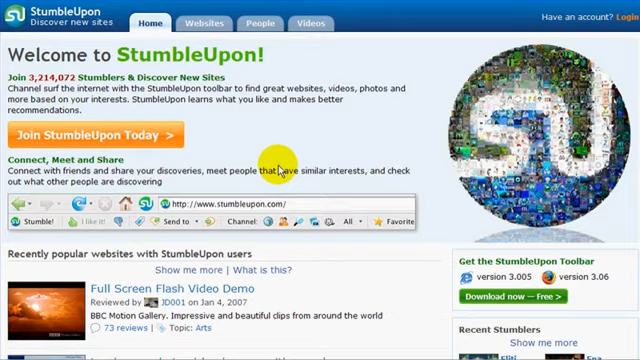 StumbleUpon
Discover new sites
Home
Websites
People
Videos
Have an account? Login
Welcome to StumbleUpon!
Join 3,214,072 Stumblers & Discover New Sites
Channel surf the internet with the StumbleUpon toolbar to find great websites, videos, photos and
more based on your interests. StumbleUpon learns what you like and makes better
recommendations.
Join StumbleUpon Today >
Connect, Meet and Share
Connect with friends and share your discoveries, meet people that have similar interests, and check
out what other people are discovering
http://www.stumbleupon.com/
Stumble! I like it! Send to Channel: All Favorite
Recently popular websites with StumbleUpon users
Show me more | What is this?
Full Screen Flash Video Demo
Reviewed by JD001 on Jan 4, 2007
BBC Motion Gallery. Impressive and beautiful clips from around the world
73 reviews | Topic: Arts
Get the StumbleUpon Toolbar
version 3.005 version 3.06
Download now — Free >
Recent Stumblers
Show me more